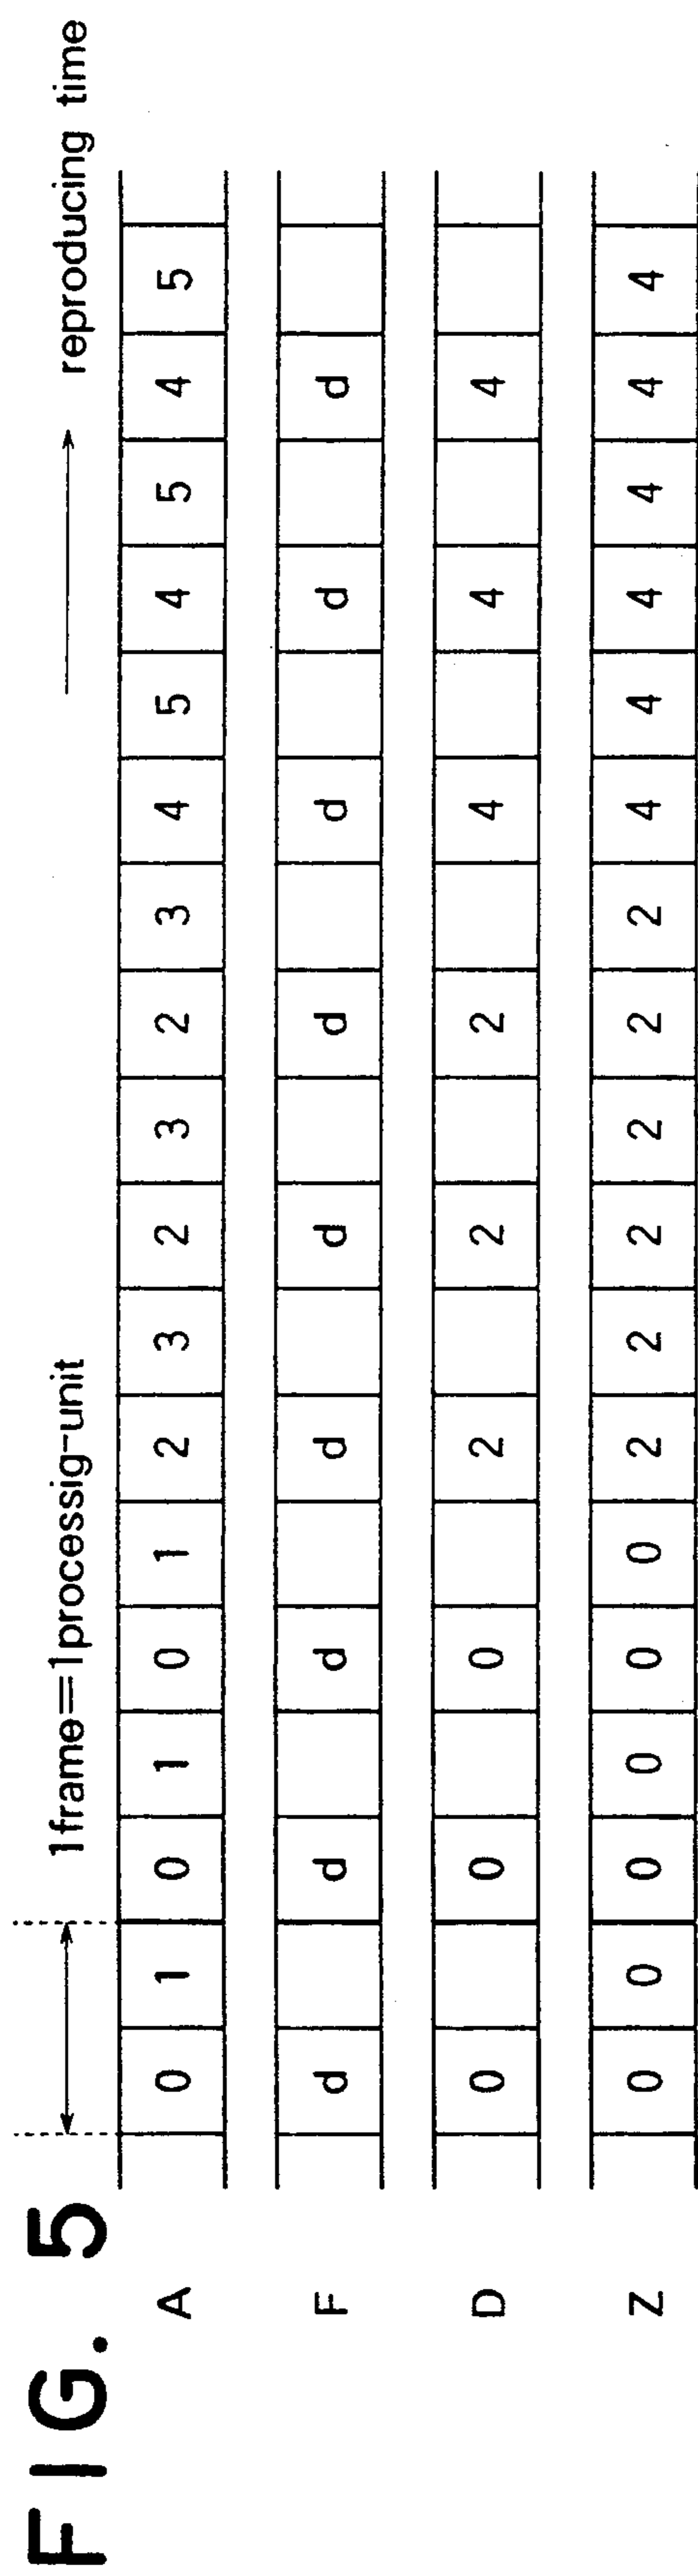 FIG. 5
1frame=1processig-unit
reproducing time
A 0 1 0 1 0 1 2 3 2 3 2 3 4 5 4 5 4 5
F d d d d d d d d d
D 0 0 0 2 2 2 4 4 4
Z 0 0 0 0 0 0 2 2 2 2 2 2 4 4 4 4 4 4